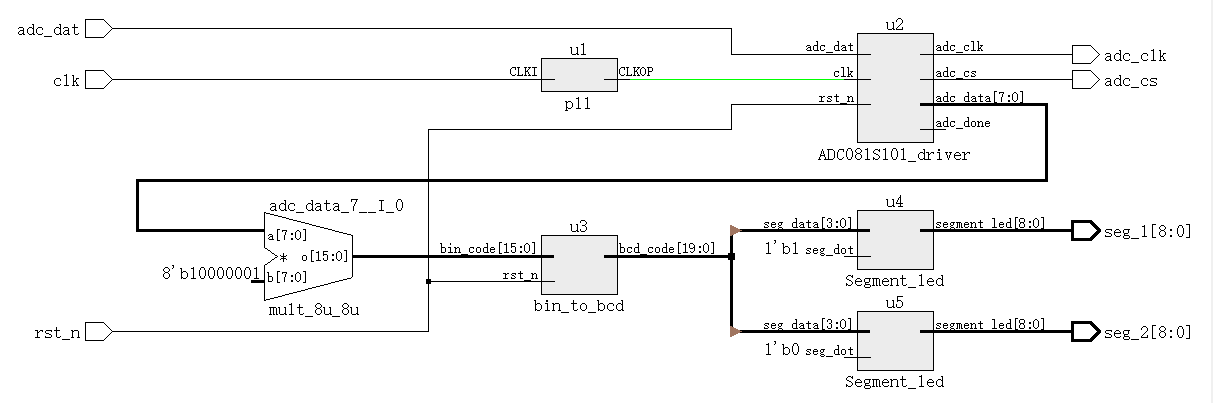 u2
adc_dat
adc_dat
adc_clk
adc_clk
u1
clk
CLKI
CLKOP
clk
adc_cs
adc_cs
pll
rst_n
adc_data[7:0]
adc_done
ADC081S101_driver
adc_data_7__I_0
u4
u3
seg_data[3:0]
segment_led[8:0]
seg_1[8:0]
a[7:0]
bin_code[15:0]
bcd_code[19:0]
1'b1
seg_dot
* o[15:0]
8'b10000001
b[7:0]
rst_n
Segment_led
mult_8u_8u
bin_to_bcd
u5
rst_n
seg_data[3:0]
segment_led[8:0]
seg_2[8:0]
1'b0
seg_dot
Segment_led